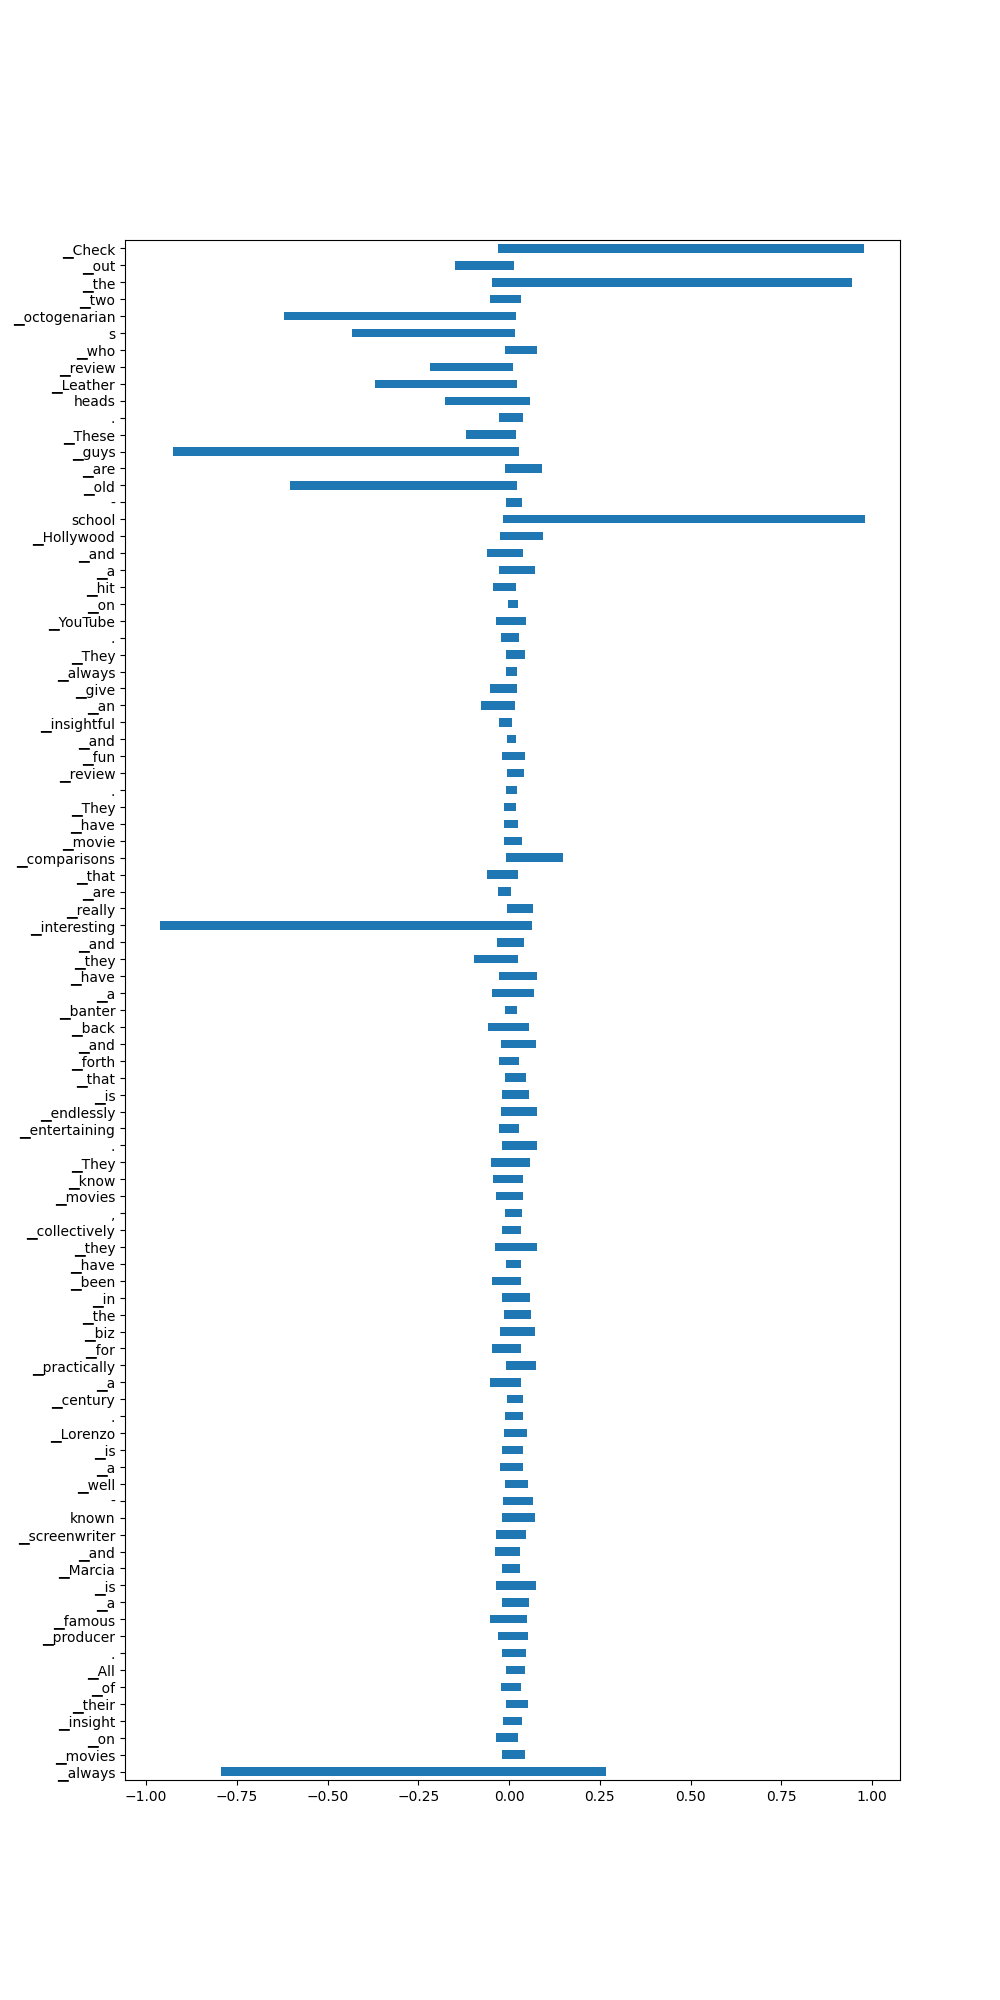 ▁Check
▁out
▁the
▁two
▁octogenarian
s
▁who
▁review
▁Leather
heads
.
▁These
▁guys
▁are
▁old
-
school
▁Hollywood
▁and
▁a
▁hit
▁on
▁YouTube
.
▁They
▁always
▁give
▁an
▁insightful
▁and
▁fun
▁review
.
▁They
▁have
▁movie
▁comparisons
▁that
▁are
▁really
▁interesting
▁and
▁they
▁have
▁a
▁banter
▁back
▁and
▁forth
▁that
▁is
▁endlessly
▁entertaining
.
▁They
▁know
▁movies
,
▁collectively
▁they
▁have
▁been
▁in
▁the
▁biz
▁for
▁practically
▁a
▁century
.
▁Lorenzo
▁is
▁a
▁well
-
known
▁screenwriter
▁and
▁Marcia
▁is
▁a
▁famous
▁producer
.
▁All
▁of
▁their
▁insight
▁on
▁movies
▁always
−1.00 −0.75 −0.50 −0.25 0.00 0.25 0.50 0.75 1.00